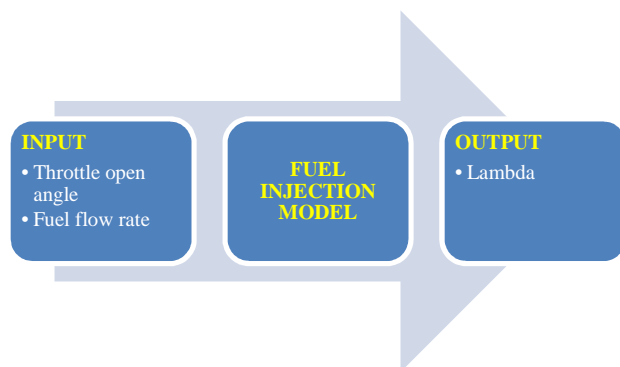 INPUT
• Throttle open
angle
• Fuel flow rate
FUEL
INJECTION
MODEL
OUTPUT
• Lambda